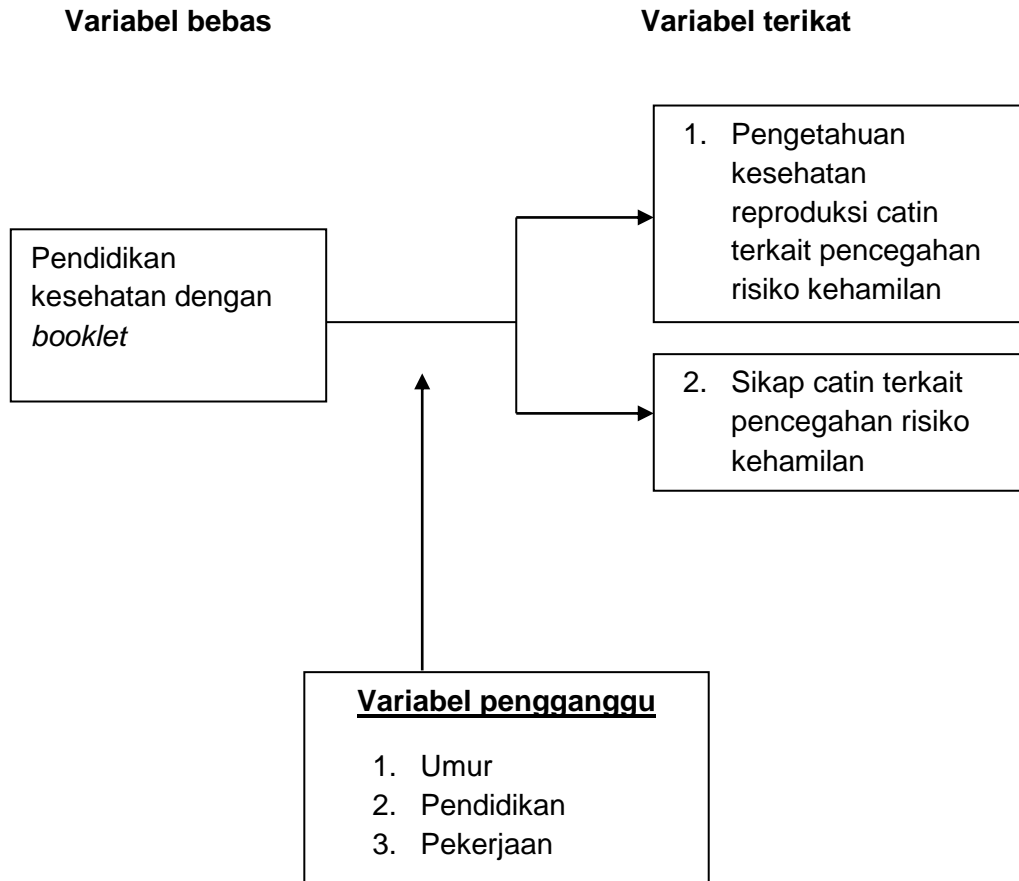 Variabel bebas
Variabel terikat
1. Pengetahuan
kesehatan
reproduksi catin
terkait pencegahan
risiko kehamilan
Pendidikan
kesehatan dengan
booklet
2. Sikap catin terkait
pencegahan risiko
kehamilan
Variabel pengganggu
1. Umur
2. Pendidikan
3. Pekerjaan